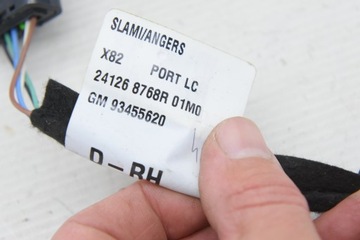 SLAMI/ANGERS
X82 PORT LC
24126 8768R 01M0
GM 93455620
D-RH